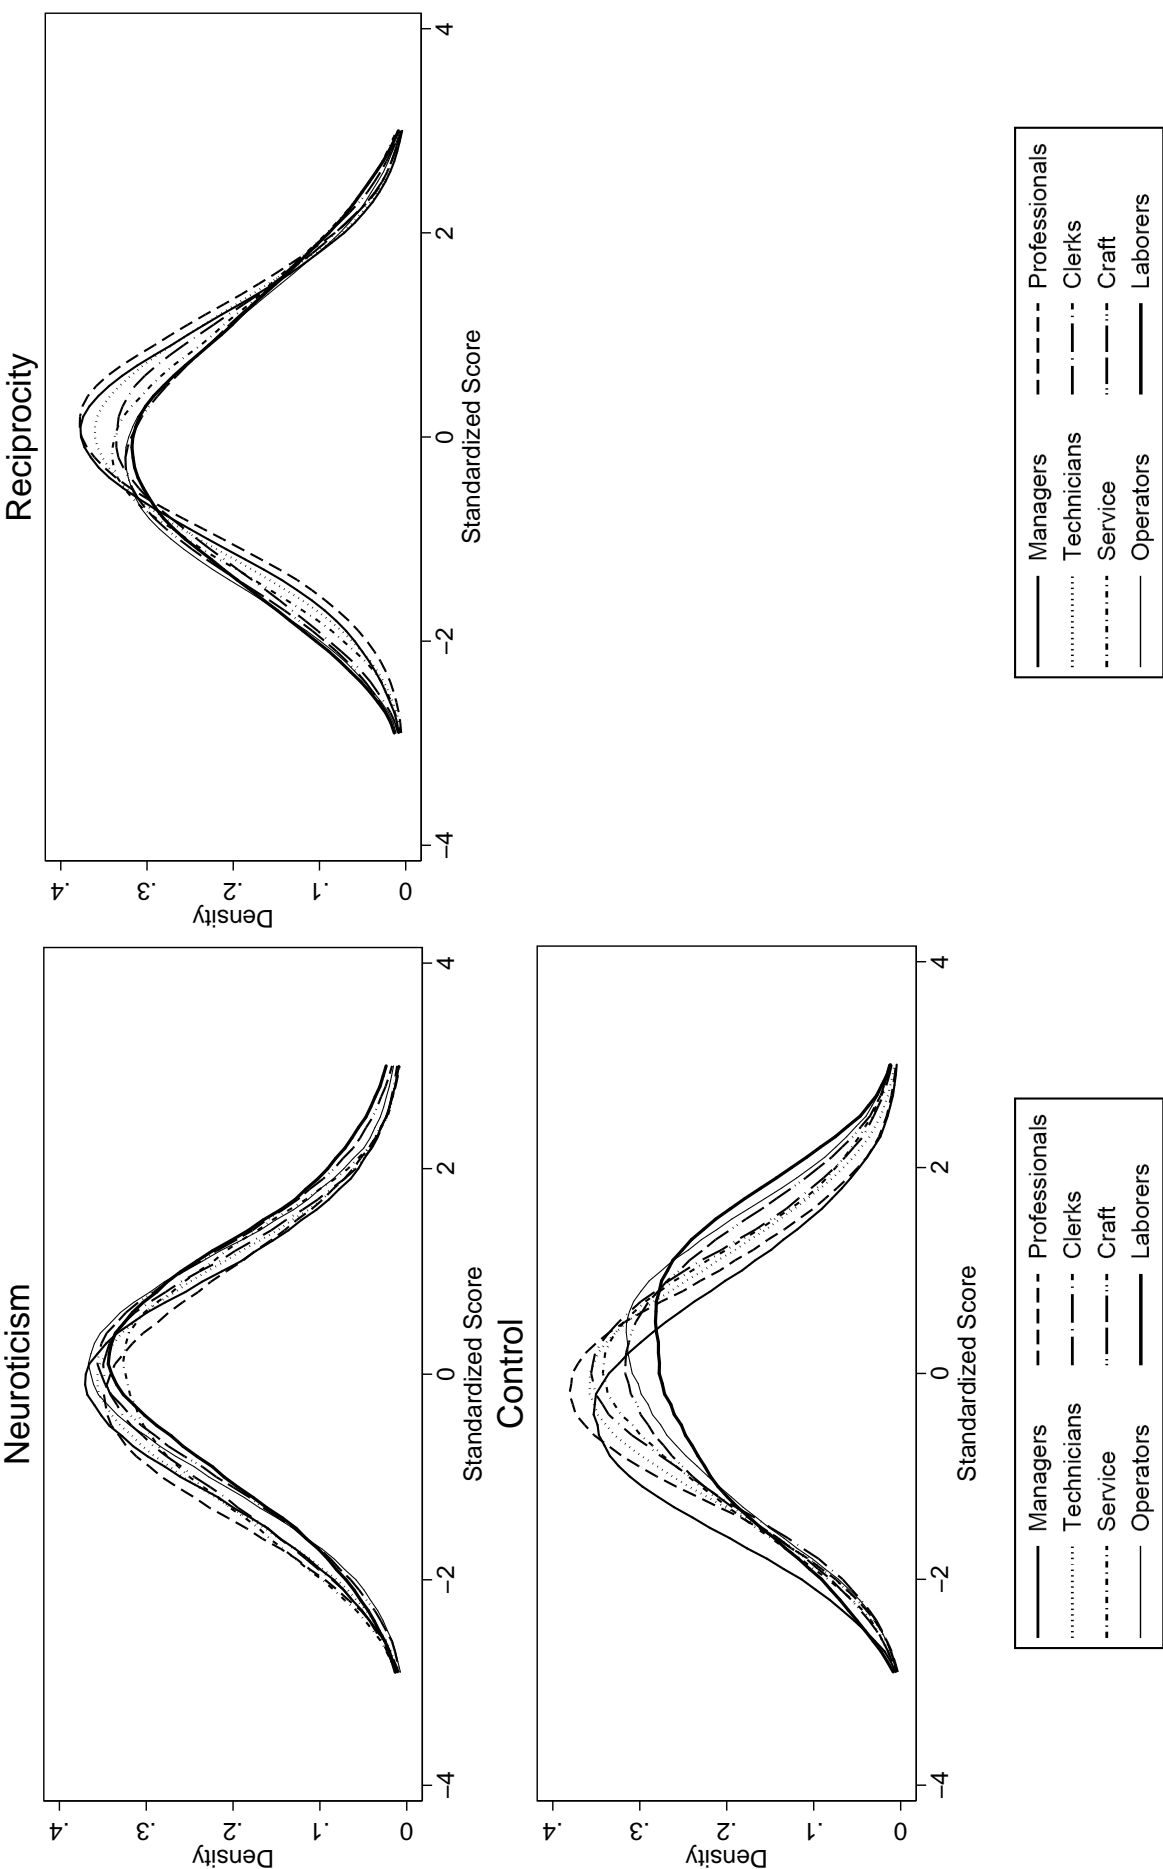 Neuroticism
.4
.3
.2
.1
0
Density
−4
−2
0
2
4
Standardized Score
Reciprocity
.4
.3
.2
.1
0
Density
−4
−2
0
2
4
Standardized Score
Control
.4
.3
.2
.1
0
Density
−4
−2
0
2
4
Standardized Score
Managers Professionals
Technicians Clerks
Service Craft
Operators Laborers
Managers Professionals
Technicians Clerks
Service Craft
Operators Laborers